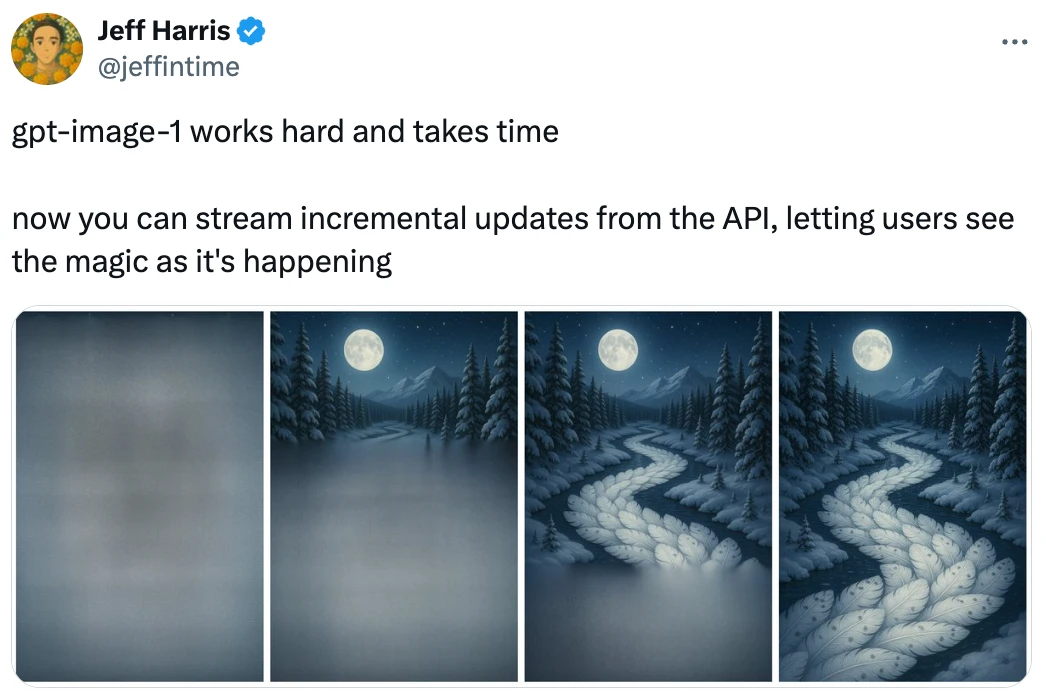 Jeff Harris
@jeffintime
gpt-image-1 works hard and takes time
now you can stream incremental updates from the API, letting users see
the magic as it's happening